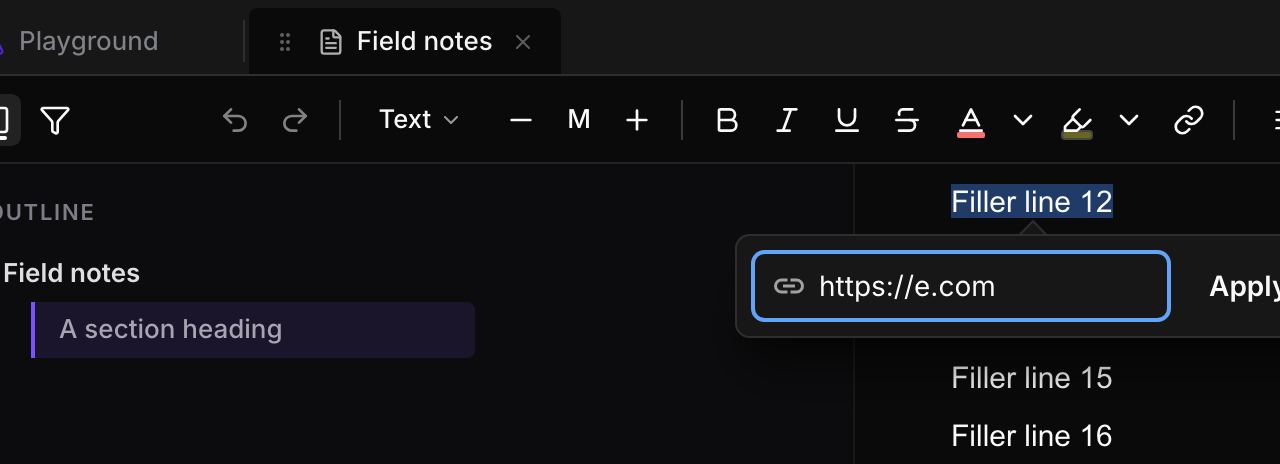 Playground
Field notes
Text
M
B I U S A
OUTLINE
Filler line 12
Field notes
https://e.com
Apply
A section heading
Filler line 15
Filler line 16